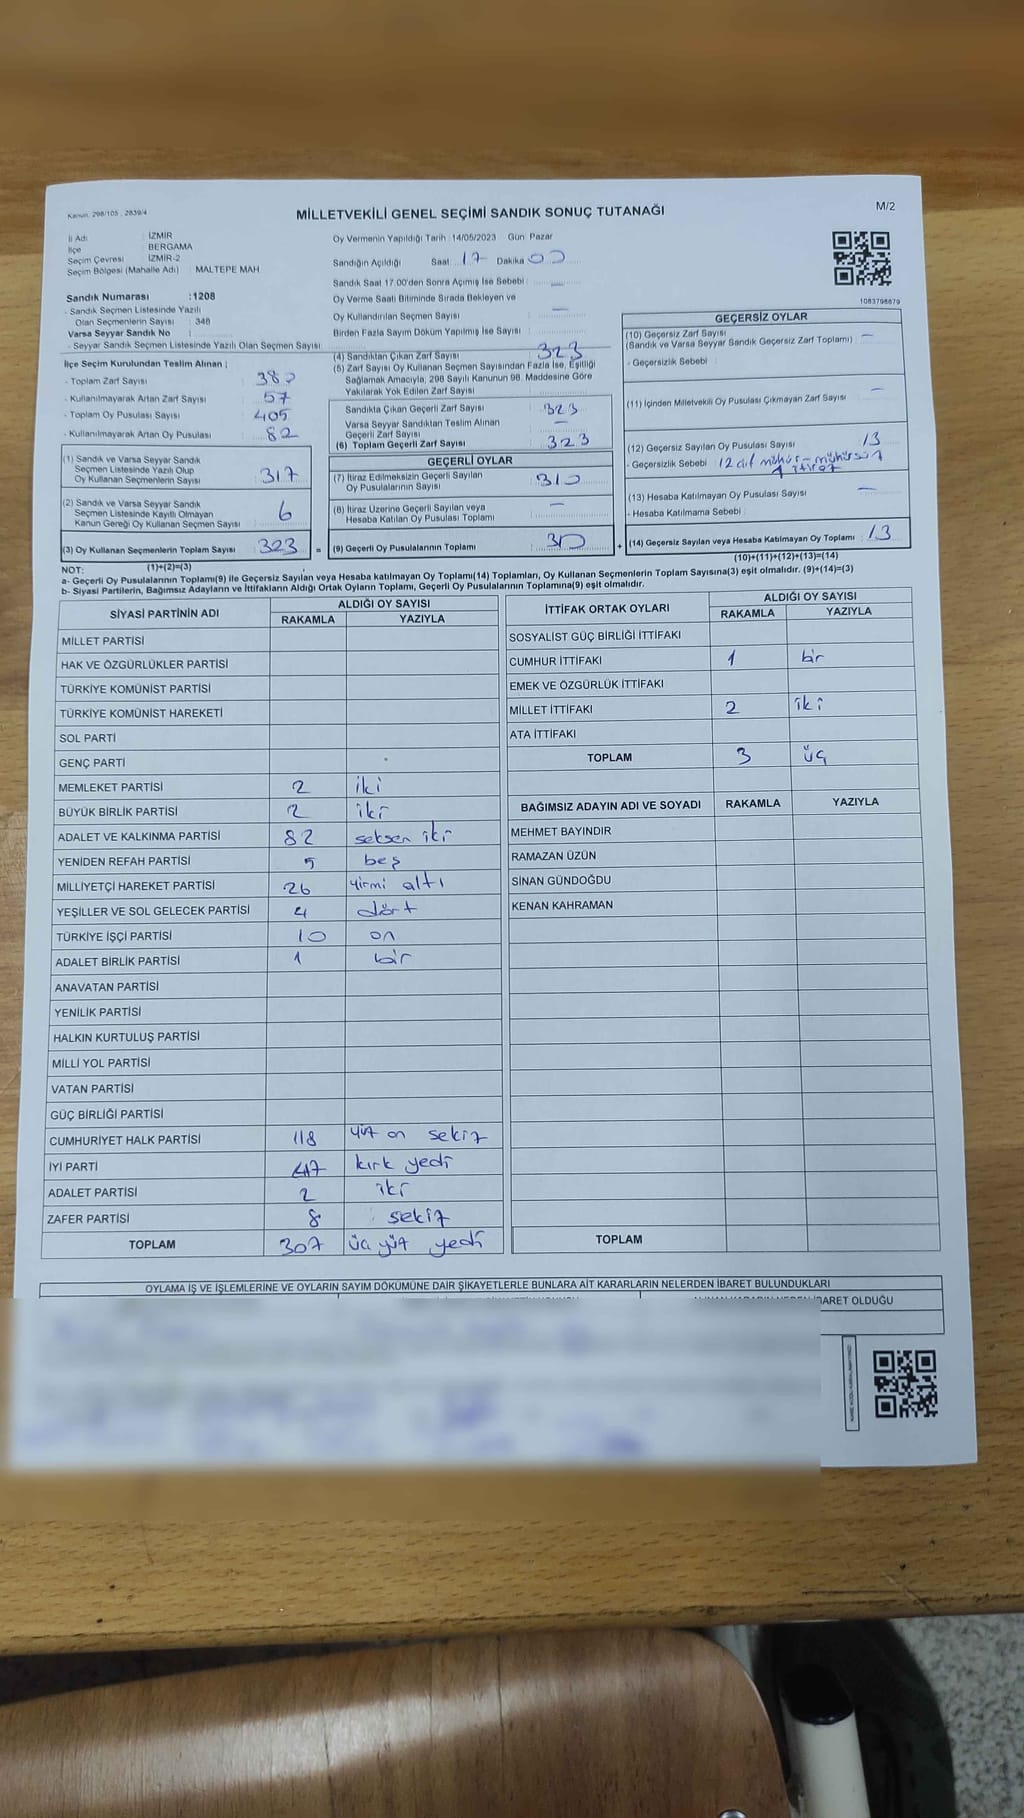 Kanun. 298/105 , 2839/4
MİLLETVEKİLİ GENEL SEÇİMİ SANDIK SONUÇ TUTANAĞI
M/2
İl Adı : İZMİR
İlçe : BERGAMA
Seçim Çevresi : İZMİR-2
Seçim Bölgesi (Mahalle Adı) : MALTEPE MAH
Sandık Numarası :1208
- Sandık Seçmen Listesinde Yazılı
Olan Seçmenlerin Sayısı : 348
Varsa Seyyar Sandık No :
- Seyyar Sandık Seçmen Listesinde Yazılı Olan Seçmen Sayısı :
Oy Vermenin Yapıldığı Tarih :14/05/2023 Gün: Pazar
Sandığın Açıldığı Saat 17 Dakika 00
Sandık Saat 17.00'den Sonra Açımış İse Sebebi : —
Oy Verme Saati Bitiminde Sırada Bekleyen ve
Oy Kullandırılan Seçmen Sayısı : —
Birden Fazla Sayım Döküm Yapılmış İse Sayısı :
1083798679
İlçe Seçim Kurulundan Teslim Alınan ;
- Toplam Zarf Sayısı : 380
- Kullanılmayarak Artan Zarf Sayısı : 57
- Toplam Oy Pusulası Sayısı : 405
- Kullanılmayarak Artan Oy Pusulası : 82
(1) Sandık ve Varsa Seyyar Sandık
Seçmen Listesinde Yazılı Olup
Oy Kullanan Seçmenlerin Sayısı : 317
(2) Sandık ve Varsa Seyyar Sandık
Seçmen Listesinde Kayıtlı Olmayan
Kanun Gereği Oy Kullanan Seçmen Sayısı : 6
(3) Oy Kullanan Seçmenlerin Toplam Sayısı : 323 =
(1)+(2)=(3)
(4) Sandıktan Çıkan Zarf Sayısı : 323
(5) Zarf Sayısı Oy Kullanan Seçmen Sayısından Fazla İse, Eşitliği
Sağlamak Amacıyla, 298 Sayılı Kanunun 98. Maddesine Göre
Yakılarak Yok Edilen Zarf Sayısı :
Sandıkta Çıkan Geçerli Zarf Sayısı : 323
Varsa Seyyar Sandıktan Teslim Alınan
Geçerli Zarf Sayısı : —
(6) Toplam Geçerli Zarf Sayısı : 323
GEÇERLİ OYLAR
(7) İtiraz Edilmeksizin Geçerli Sayılan
Oy Pusulalarının Sayısı : 310
(8) İtiraz Üzerine Geçerli Sayılan veya
Hesaba Katılan Oy Pusulası Toplamı : —
(9) Geçerli Oy Pusulalarının Toplamı : 310 +
GEÇERSİZ OYLAR
(10) Geçersiz Zarf Sayısı
(Sandık ve Varsa Seyyar Sandık Geçersiz Zarf Toplamı) : —
- Geçersizlik Sebebi :
(11) İçinden Milletvekili Oy Pusulası Çıkmayan Zarf Sayısı : —
(12) Geçersiz Sayılan Oy Pusulası Sayısı : 13
- Geçersizlik Sebebi : 12 çift mühür - mühürsüz
1 itiraz
(13) Hesaba Katılmayan Oy Pusulası Sayısı : —
- Hesaba Katılmama Sebebi :
(14) Geçersiz Sayılan veya Hesaba Katılmayan Oy Toplamı : 13
(10)+(11)+(12)+(13)=(14)
NOT:
a- Geçerli Oy Pusulalarının Toplamı(9) ile Geçersiz Sayılan veya Hesaba katılmayan Oy Toplamı(14) Toplamları, Oy Kullanan Seçmenlerin Toplam Sayısına(3) eşit olmalıdır. (9)+(14)=(3)
b- Siyasi Partilerin, Bağımsız Adayların ve İttifakların Aldığı Ortak Oyların Toplamı, Geçerli Oy Pusulalarının Toplamına(9) eşit olmalıdır.
SİYASİ PARTİNİN ADI ALDIĞI OY SAYISI
RAKAMLA YAZIYLA
MİLLET PARTİSİ
HAK VE ÖZGÜRLÜKLER PARTİSİ
TÜRKİYE KOMÜNİST PARTİSİ
TÜRKİYE KOMÜNİST HAREKETİ
SOL PARTİ
GENÇ PARTİ
MEMLEKET PARTİSİ 2 iki
BÜYÜK BİRLİK PARTİSİ 2 iki
ADALET VE KALKINMA PARTİSİ 82 seksen iki
YENİDEN REFAH PARTİSİ 5 beş
MİLLİYETÇİ HAREKET PARTİSİ 26 yirmi altı
YEŞİLLER VE SOL GELECEK PARTİSİ 4 dört
TÜRKİYE İŞÇİ PARTİSİ 10 on
ADALET BİRLİK PARTİSİ 1 bir
ANAVATAN PARTİSİ
YENİLİK PARTİSİ
HALKIN KURTULUŞ PARTİSİ
MİLLİ YOL PARTİSİ
VATAN PARTİSİ
GÜÇ BİRLİĞİ PARTİSİ
CUMHURİYET HALK PARTİSİ 118 yüz on sekiz
İYİ PARTİ 47 kırk yedi
ADALET PARTİSİ 2 iki
ZAFER PARTİSİ 8 sekiz
TOPLAM 307 üç yüz yedi
İTTİFAK ORTAK OYLARI ALDIĞI OY SAYISI
RAKAMLA YAZIYLA
SOSYALİST GÜÇ BİRLİĞİ İTTİFAKI
CUMHUR İTTİFAKI 1 bir
EMEK VE ÖZGÜRLÜK İTTİFAKI
MİLLET İTTİFAKI 2 iki
ATA İTTİFAKI
TOPLAM 3 üç
BAĞIMSIZ ADAYIN ADI VE SOYADI RAKAMLA YAZIYLA
MEHMET BAYINDIR
RAMAZAN ÜZÜN
SİNAN GÜNDOĞDU
KENAN KAHRAMAN
TOPLAM
OYLAMA İŞ VE İŞLEMLERİNE VE OYLARIN SAYIM DÖKÜMÜNE DAİR ŞİKAYETLERLE BUNLARA AİT KARARLARIN NELERDEN İBARET BULUNDUKLARI
İBARET OLDUĞU